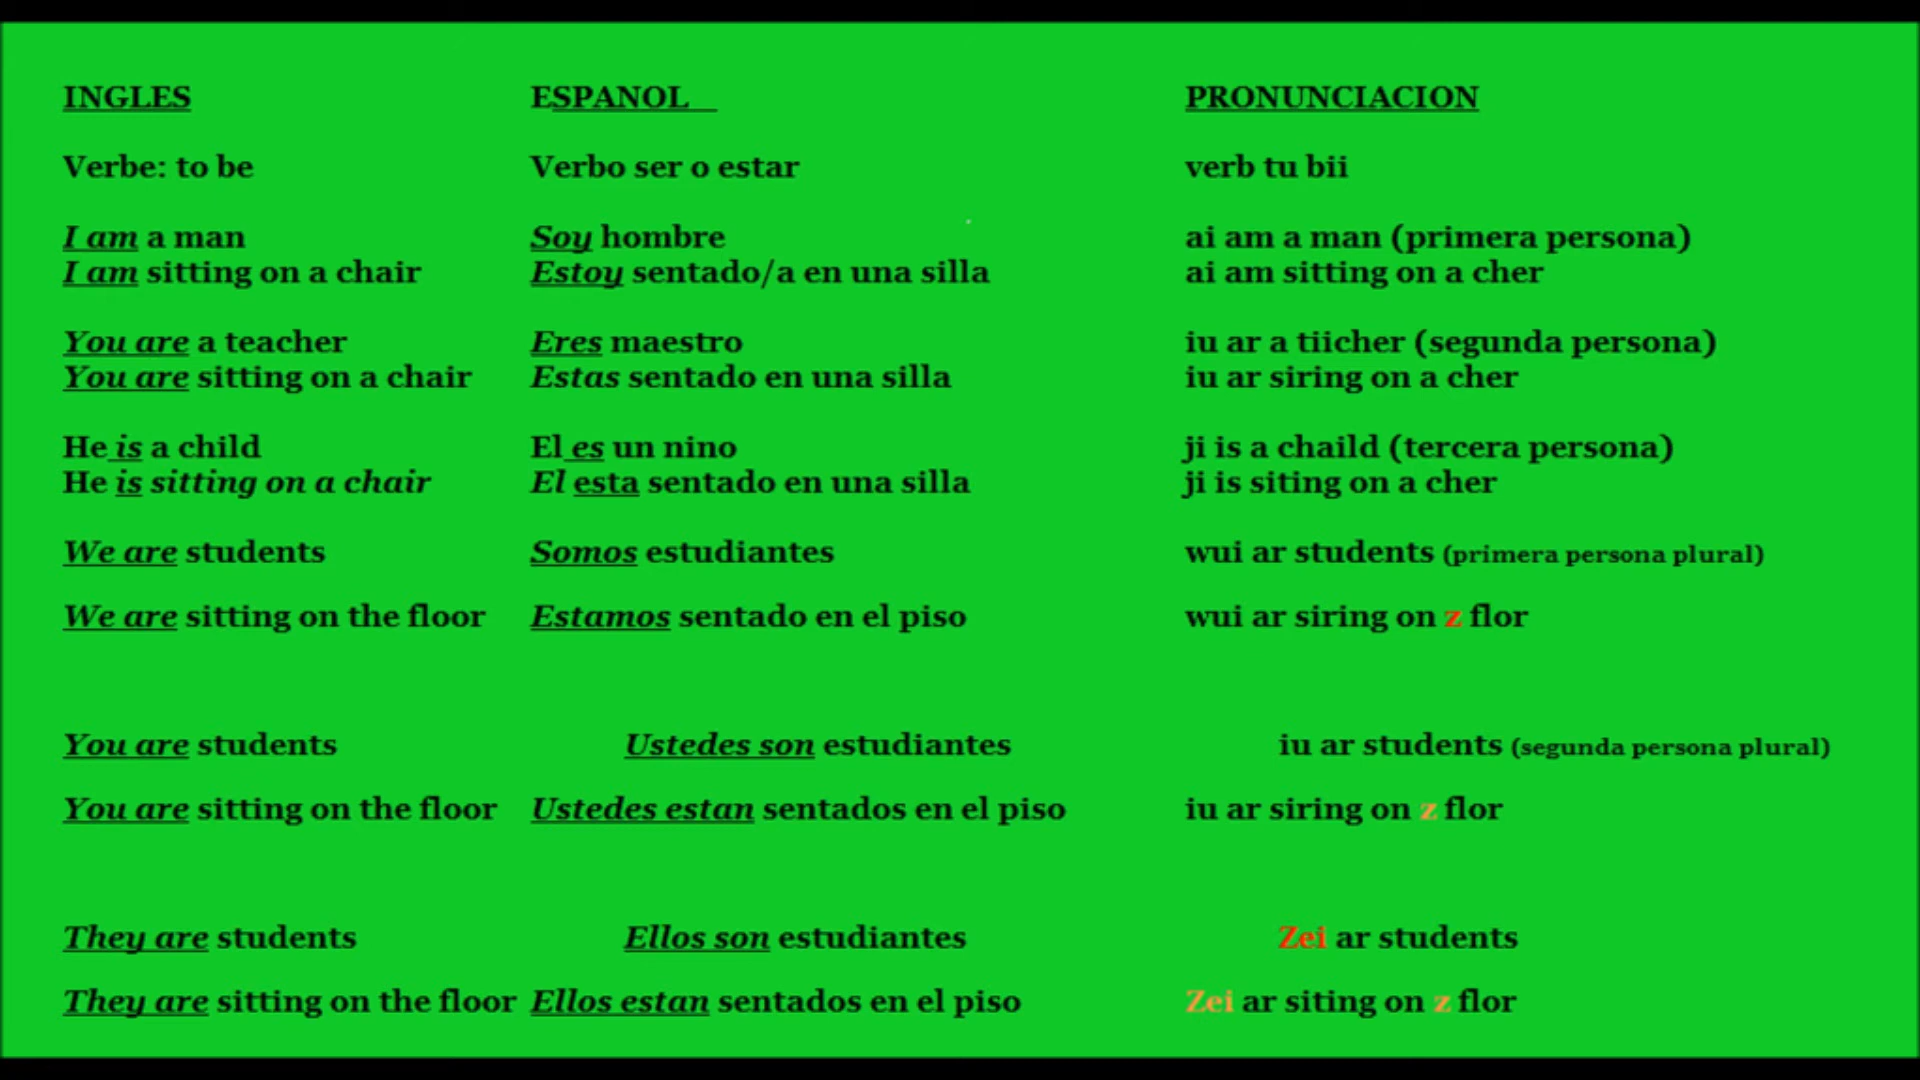 INGLES ESPANOL PRONUNCIACION
Verbe: to be Verbo ser o estar verb tu bii
I am a man Soy hombre ai am a man (primera persona)
I am sitting on a chair Estoy sentado/a en una silla ai am sitting on a cher
You are a teacher Eres maestro iu ar a tiicher (segunda persona)
You are sitting on a chair Estas sentado en una silla iu ar siring on a cher
He is a child El es un nino ji is a chaild (tercera persona)
He is sitting on a chair El esta sentado en una silla ji is siting on a cher
We are students Somos estudiantes wui ar students (primera persona plural)
We are sitting on the floor Estamos sentado en el piso wui ar siring on z flor
You are students Ustedes son estudiantes iu ar students (segunda persona plural)
You are sitting on the floor Ustedes estan sentados en el piso iu ar siring on z flor
They are students Ellos son estudiantes Zei ar students
They are sitting on the floor Ellos estan sentados en el piso Zei ar siting on z flor